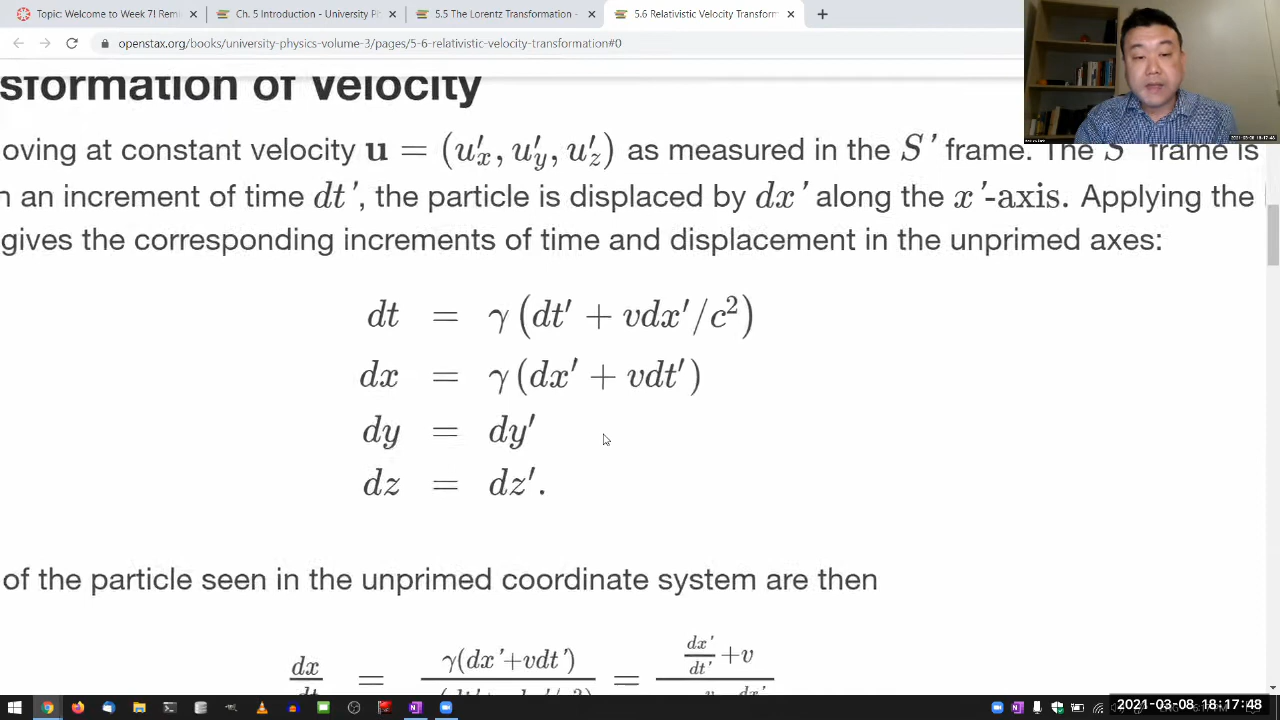 Topic: Welcome to Week 7! Rem
Ch. 5 Introduction - University Ph
5.5 The Lorentz Transformation -
5.6 Relativistic Velocity Transform
openstax.org/books/university-physics-volume-3/pages/5-6-relativistic-velocity-transformation#0
sformation of Velocity
oving at constant velocity u = (u′ₓ, u′ᵧ, u′_z) as measured in the S′ frame. The S′ frame is
n an increment of time dt′, the particle is displaced by dx′ along the x′-axis. Applying the
gives the corresponding increments of time and displacement in the unprimed axes:
dt = γ(dt′ + vdx′/c²)
dx = γ(dx′ + vdt′)
dy = dy′
dz = dz′.
of the particle seen in the unprimed coordinate system are then
dx = γ(dx′+vdt′) = dx′/dt′ +v
2021-03-08 18:17:48